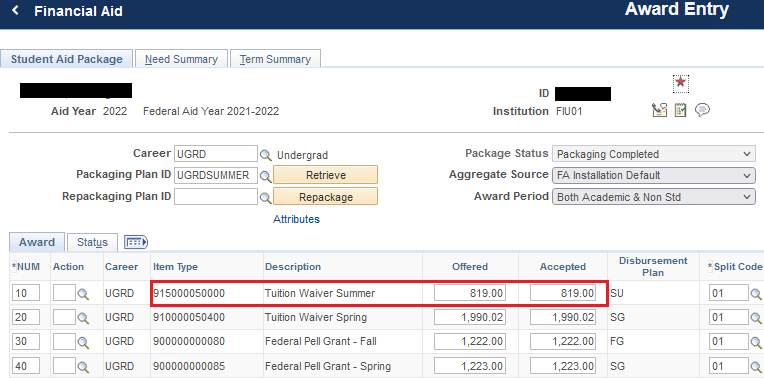 Financial Aid
Award Entry
Student Aid Package Need Summary Term Summary
ID
Aid Year 2022 Federal Aid Year 2021-2022 Institution FIU01
Career UGRD Undergrad Package Status Packaging Completed
Packaging Plan ID UGRDSUMMER Retrieve Aggregate Source FA Installation Default
Repackaging Plan ID Repackage Award Period Both Academic & Non Std
Attributes
Award Status
*NUM Action Career Item Type Description Offered Accepted Disbursement Plan *Split Code
10 UGRD 915000050000 Tuition Waiver Summer 819.00 819.00 SU 01
20 UGRD 910000050400 Tuition Waiver Spring 1,990.02 1,990.02 SG 01
30 UGRD 900000000080 Federal Pell Grant - Fall 1,222.00 1,222.00 FG 01
40 UGRD 900000000085 Federal Pell Grant - Spring 1,223.00 1,223.00 SG 01